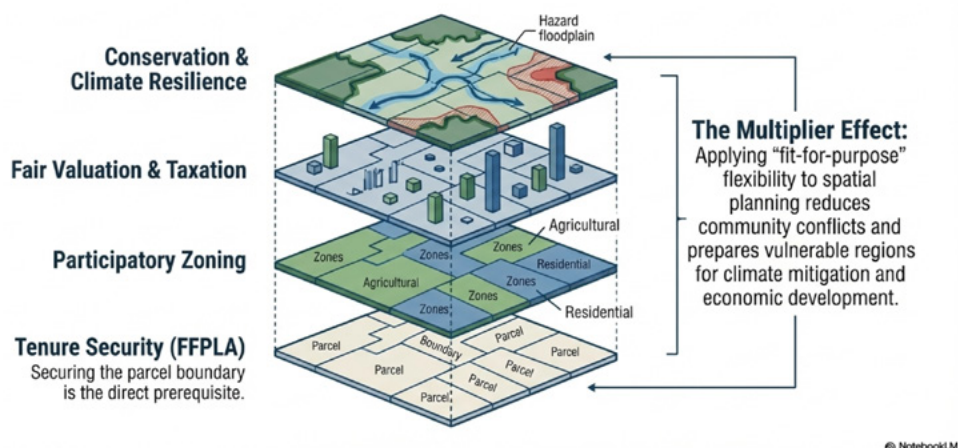 Hazard
floodplain
Conservation &
Climate Resilience
Fair Valuation & Taxation
Participatory Zoning
Tenure Security (FFPLA)
Securing the parcel boundary
is the direct prerequisite.
Agricultural
Zones
Zones
Zones
Residential
Agricultural
Zones
Zones
Zones
Residential
Parcel
Boundary
Parcel
Parcel
Parcel
Parcel
Parcel
Parcel
The Multiplier Effect:
Applying “fit-for-purpose”
flexibility to spatial
planning reduces
community conflicts and
prepares vulnerable regions
for climate mitigation and
economic development.
NotebookLM